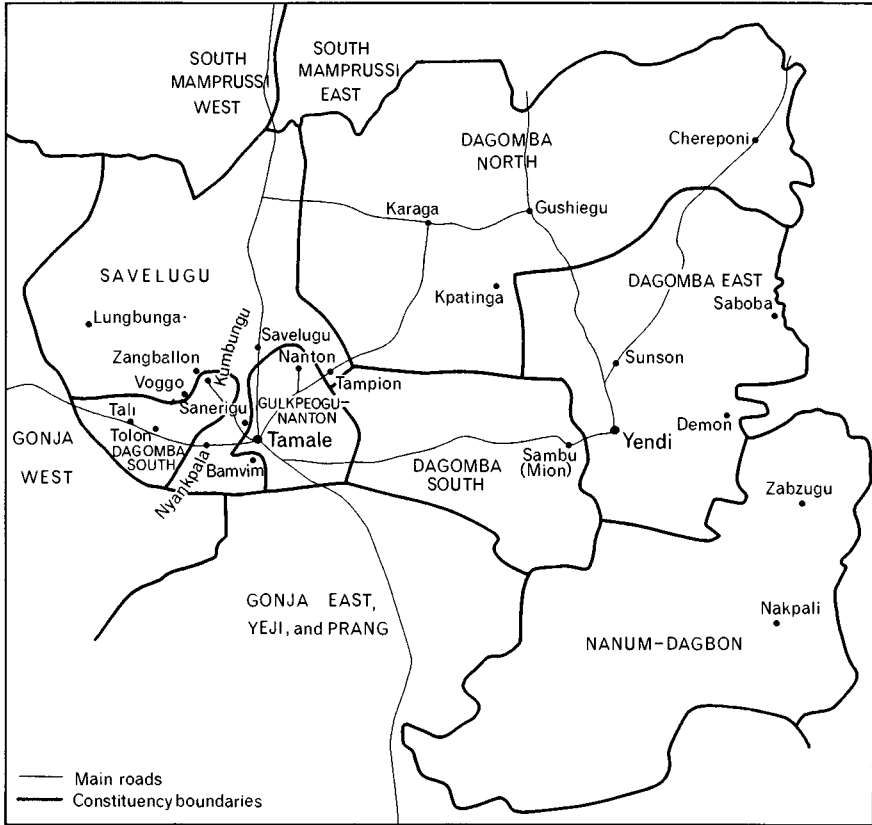 SOUTH
MAMPRUSSI
WEST
SOUTH
MAMPRUSSI
EAST
DAGOMBA
NORTH
Chereponi
Karaga
Gushiegu
SAVELUGU
Kpatinga
DAGOMBA EAST
Saboba
Lungbunga
Kumbungu
Savelugu
Zangballon
Nanton
Sunson
Voggo
Tampion
Tali
Sanerigu
GULKPEOGU-
NANTON
Tolon
DAGOMBA
SOUTH
Tamale
Demon
Yendi
GONJA
WEST
Nyankpala
Bamvim
DAGOMBA
SOUTH
Sambu
(Mion)
Zabzugu
GONJA EAST,
YEJI, and PRANG
Nakpali
NANUM-DAGBON
Main roads
Constituency boundaries